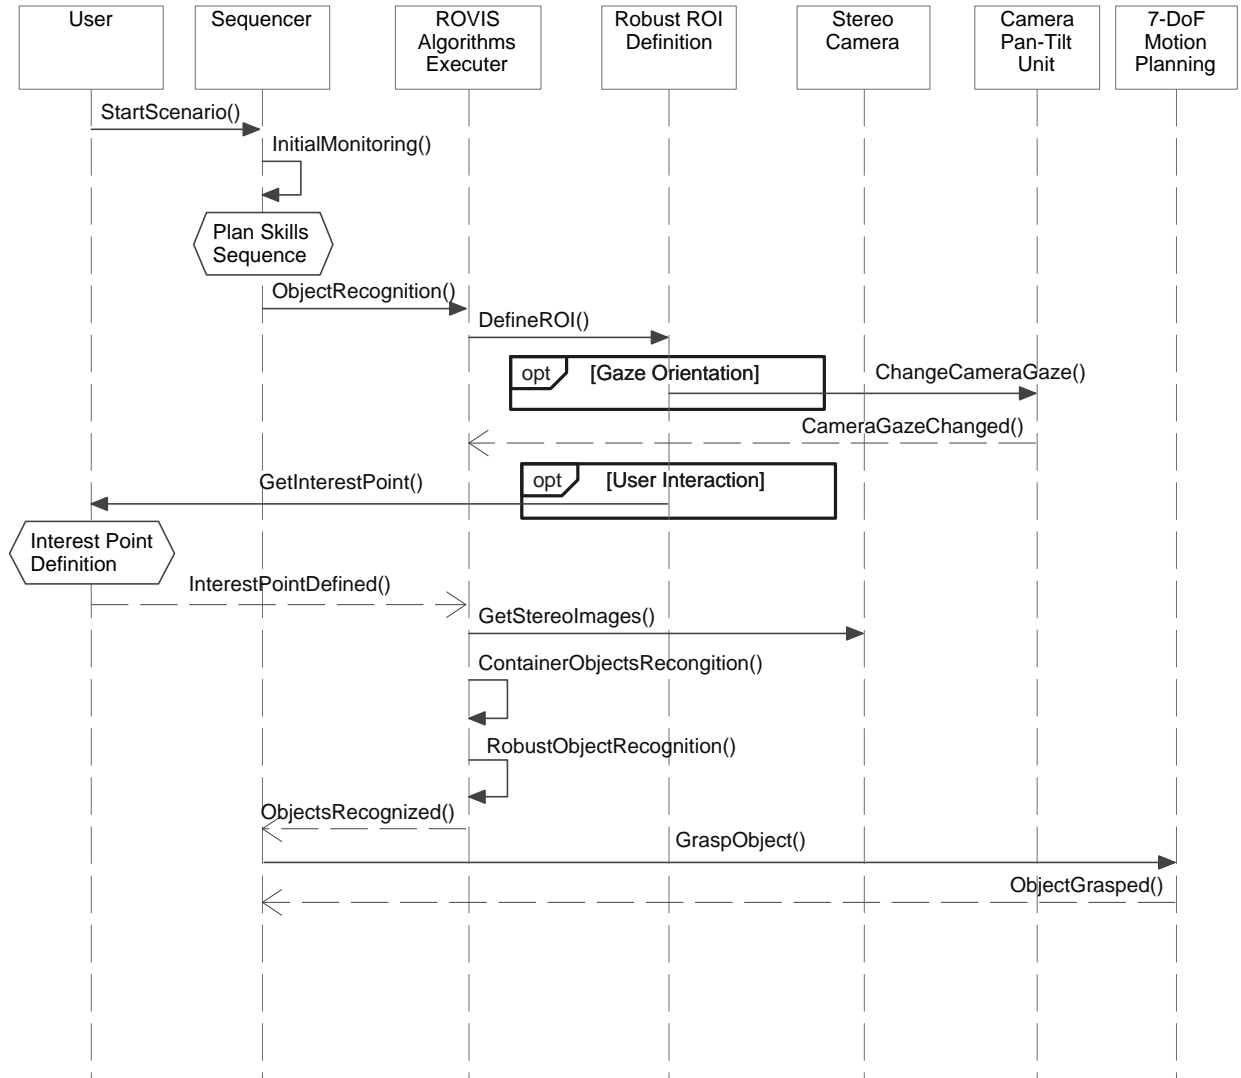 User
Sequencer
ROVIS
Algorithms
Executer
Robust ROI
Definition
Stereo
Camera
Camera
Pan-Tilt
Unit
7-DoF
Motion
Planning
StartScenario()
InitialMonitoring()
Plan Skills
Sequence
ObjectRecognition()
DefineROI()
opt
[Gaze Orientation]
ChangeCameraGaze()
CameraGazeChanged()
opt
[User Interaction]
GetInterestPoint()
Interest Point
Definition
InterestPointDefined()
GetStereoImages()
ContainerObjectsRecongition()
RobustObjectRecognition()
ObjectsRecognized()
GraspObject()
ObjectGrasped()